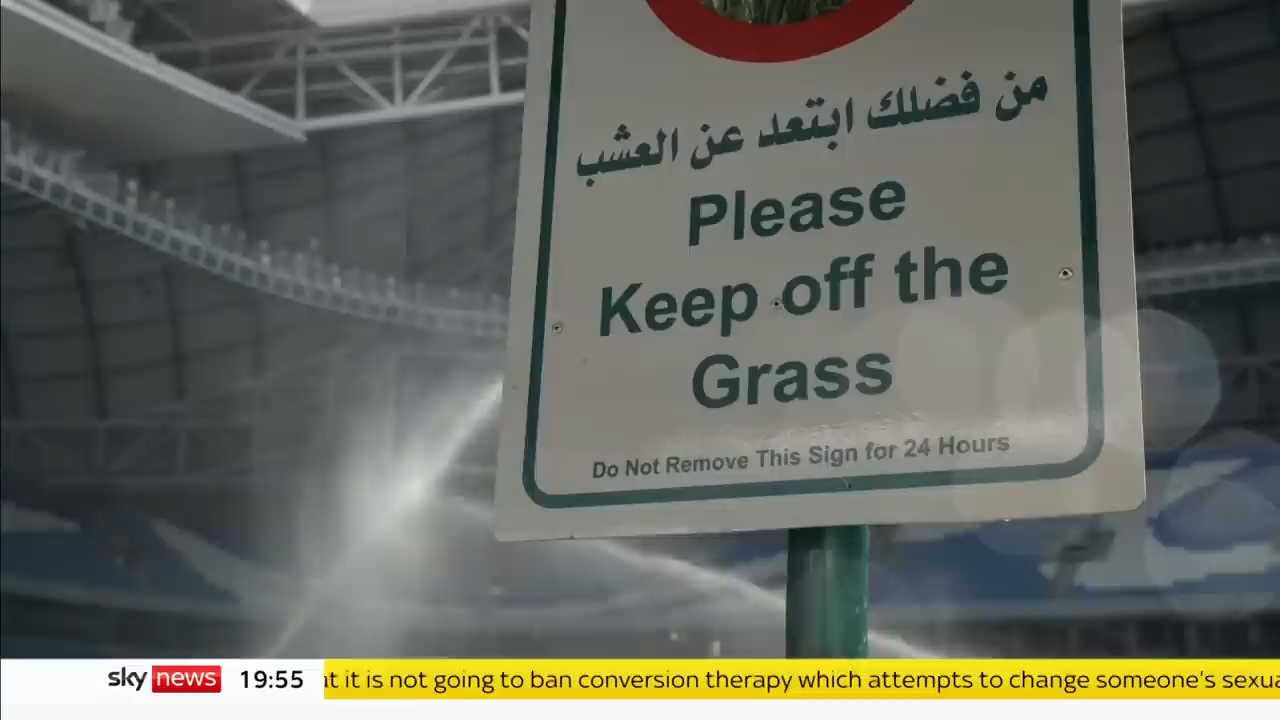 من فضلك ابتعد عن العشب
Please
Keep off the
Grass
Do Not Remove This Sign for 24 Hours
sky news 19:55 t it is not going to ban conversion therapy which attempts to change someone's sexua